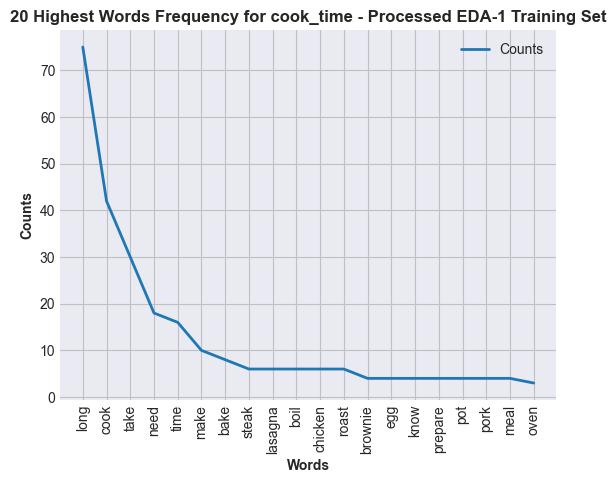 20 Highest Words Frequency for cook_time - Processed EDA-1 Training Set
Counts
70
60
50
40
30
20
10
0
Counts
long
cook
take
need
time
make
bake
steak
lasagna
boil
chicken
roast
brownie
egg
know
prepare
pot
pork
meal
oven
Words